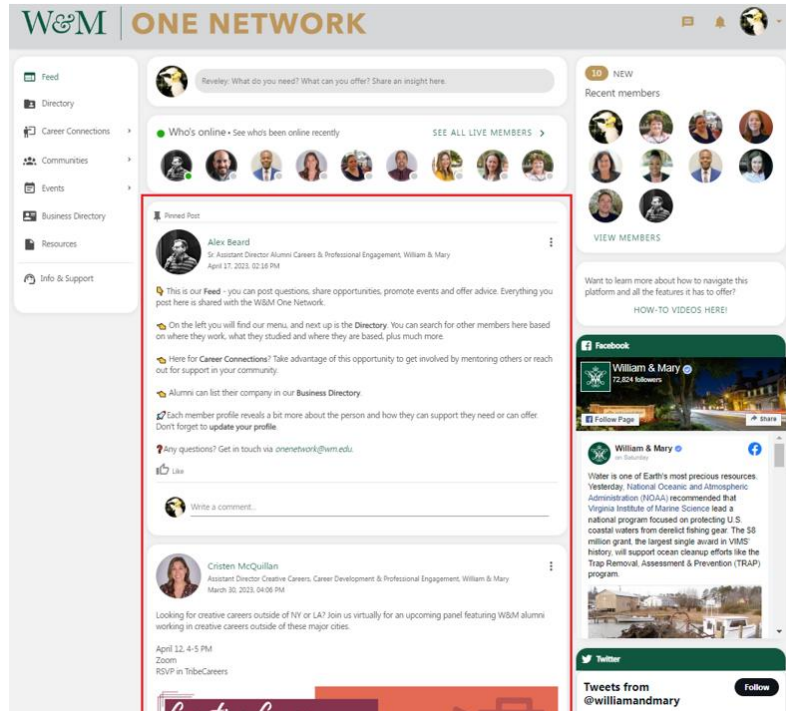 W&M | ONE NETWORK
Feed
Directory
Career Connections
Communities
Events
Business Directory
Resources
Info & Support
Reveley: What do you need? What can you offer? Share an insight here.
Who's online • See who's been online recently
SEE ALL LIVE MEMBERS
Pinned Post
Alex Beard
Sr. Assistant Director Alumni Careers & Professional Engagement, William & Mary
April 17, 2023, 02:16 PM
This is our Feed - you can post questions, share opportunities, promote events and offer advice. Everything you
post here is shared with the W&M One Network.
On the left you will find our menu, and next up is the Directory. You can search for other members here based
on where they work, what they studied and where they are based, plus much more.
Here for Career Connections? Take advantage of this opportunity to get involved by mentoring others or reach
out for support in your community.
Alumni can list their company in our Business Directory.
Each member profile reveals a bit more about the person and how they can support they need or can offer.
Don't forget to update your profile.
?Any questions? Get in touch via onenetwork@wm.edu.
Like
Write a comment...
Cristen McQuillan
Assistant Director Creative Careers, Career Development & Professional Engagement, William & Mary
March 30, 2023, 04:06 PM
Looking for creative careers outside of NY or LA? Join us virtually for an upcoming panel featuring W&M alumni
working in creative careers outside of these major cities.
April 12, 4-5 PM
Zoom
RSVP in TribeCareers
10 NEW
Recent members
VIEW MEMBERS
Want to learn more about how to navigate this
platform and all the features it has to offer?
HOW-TO VIDEOS HERE!
Facebook
William & Mary
72,824 followers
Follow Page
Share
William & Mary
on Saturday
Water is one of Earth's most precious resources.
Yesterday, National Oceanic and Atmospheric
Administration (NOAA) recommended that
Virginia Institute of Marine Science lead a
national program focused on protecting U.S.
coastal waters from derelict fishing gear. The $8
million grant, the largest single award in VIMS'
history, will support ocean cleanup efforts like the
Trap Removal, Assessment & Prevention (TRAP)
program.
Twitter
Tweets from
@williamandmary
Follow